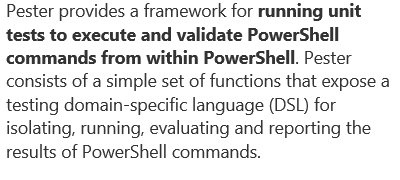 Pester provides a framework for running unit
tests to execute and validate PowerShell
commands from within PowerShell. Pester
consists of a simple set of functions that expose a
testing domain-specific language (DSL) for
isolating, running, evaluating and reporting the
results of PowerShell commands.